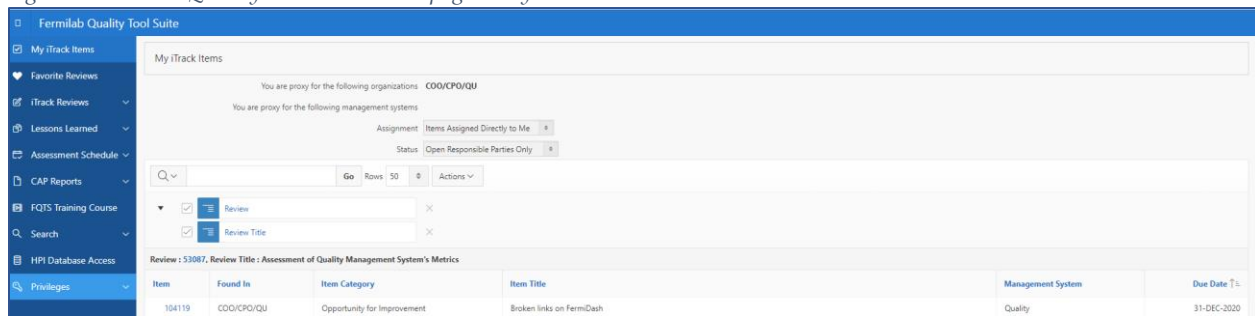 Fermilab Quality Tool Suite
My iTrack Items
Favorite Reviews
iTrack Reviews
Lessons Learned
Assessment Schedule
CAP Reports
FQTS Training Course
Search
HPI Database Access
Privileges
My iTrack Items
You are proxy for the following organizations COO/CPO/QU
You are proxy for the following management systems
Assignment Items Assigned Directly to Me
Status Open Responsible Parties Only
Go Rows 50 Actions
Review
Review Title
Review : 53087, Review Title : Assessment of Quality Management System's Metrics
Item Found In Item Category Item Title Management System Due Date
104119 COO/CPO/QU Opportunity for Improvement Broken links on FermiDash Quality 31-DEC-2020